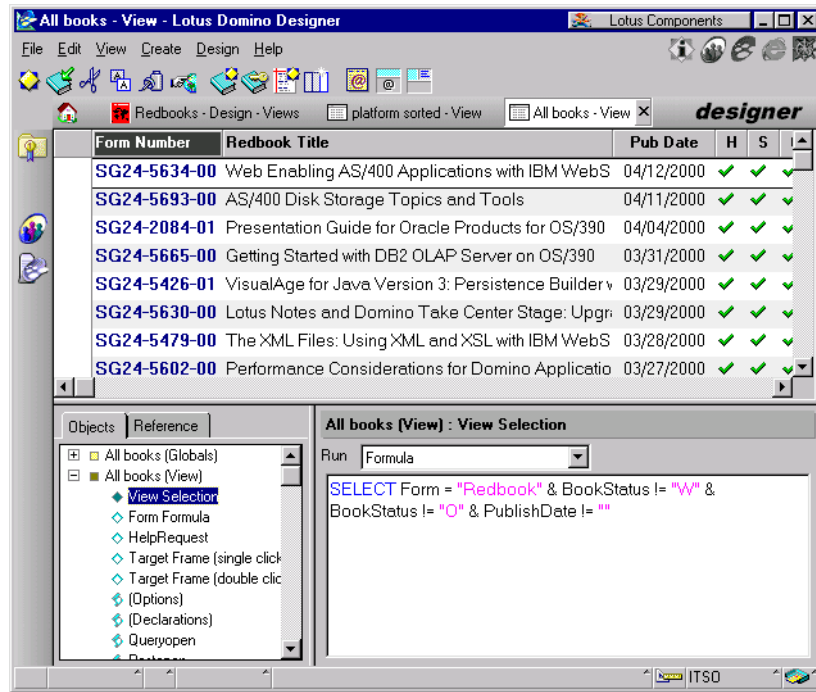 All books - View - Lotus Domino Designer
Lotus Components
File Edit View Create Design Help
Redbooks - Design - Views
platform sorted - View
All books - View
designer
Form Number Redbook Title Pub Date H S
SG24-5634-00 Web Enabling AS/400 Applications with IBM WebS 04/12/2000
SG24-5693-00 AS/400 Disk Storage Topics and Tools 04/11/2000
SG24-2084-01 Presentation Guide for Oracle Products for OS/390 04/04/2000
SG24-5665-00 Getting Started with DB2 OLAP Server on OS/390 03/31/2000
SG24-5426-01 VisualAge for Java Version 3: Persistence Builder 03/29/2000
SG24-5630-00 Lotus Notes and Domino Take Center Stage: Upgr 03/29/2000
SG24-5479-00 The XML Files: Using XML and XSL with IBM WebS 03/28/2000
SG24-5602-00 Performance Considerations for Domino Applicatio 03/27/2000
Objects Reference
All books (Globals)
All books (View)
View Selection
Form Formula
HelpRequest
Target Frame (single click
Target Frame (double clic
(Options)
(Declarations)
Queryopen
All books (View) : View Selection
Run Formula
SELECT Form = "Redbook" & BookStatus != "W" &
BookStatus != "O" & PublishDate != ""
ITSO